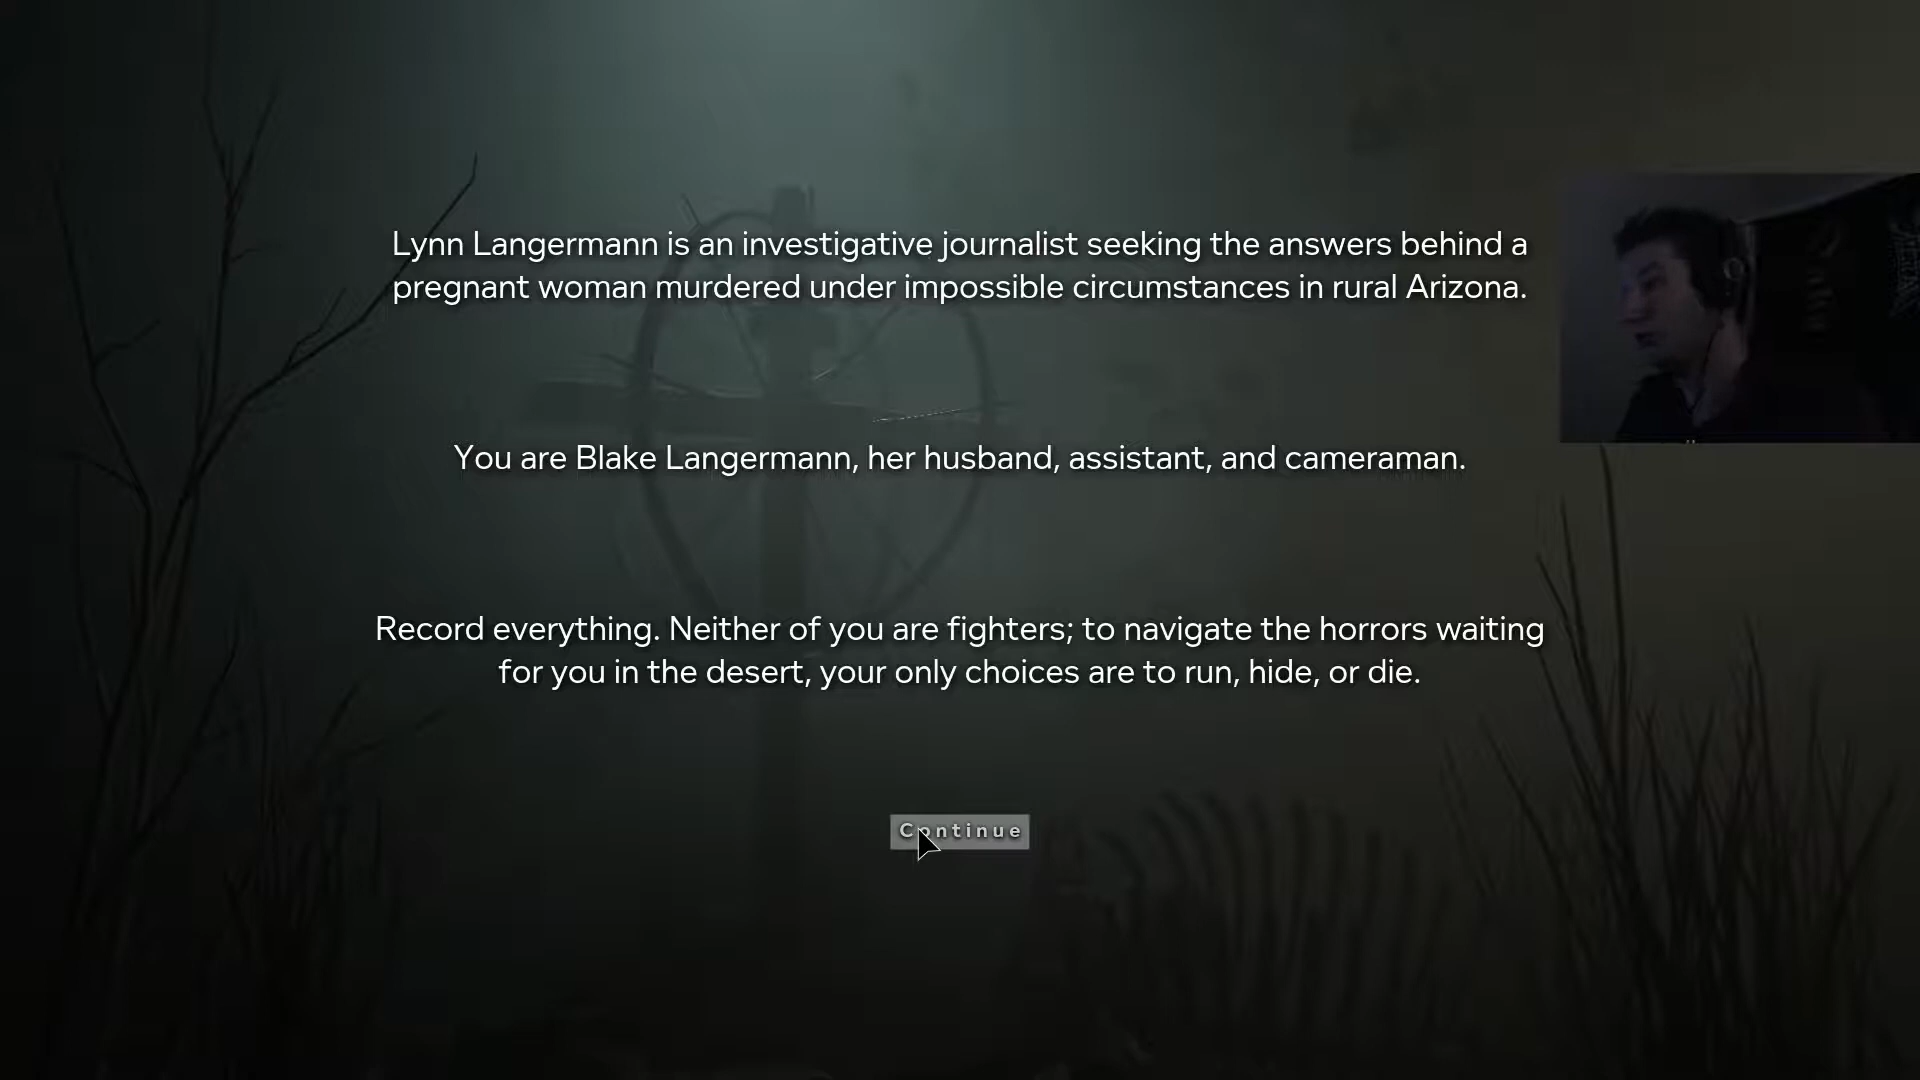 Lynn Langermann is an investigative journalist seeking the answers behind a
pregnant woman murdered under impossible circumstances in rural Arizona.
You are Blake Langermann, her husband, assistant, and cameraman.
Record everything. Neither of you are fighters; to navigate the horrors waiting
for you in the desert, your only choices are to run, hide, or die.
Continue